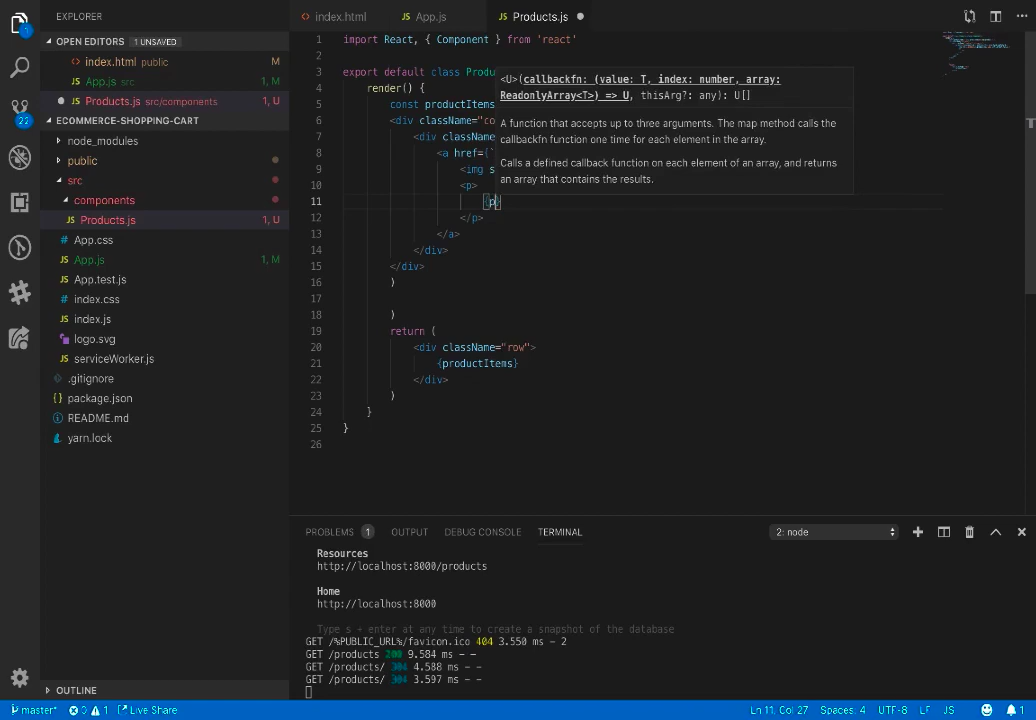 EXPLORER
index.html
App.js
Products.js
OPEN EDITORS 1 UNSAVED
index.html public M
App.js src 1, M
Products.js src/components 1, U
ECOMMERCE-SHOPPING-CART
node_modules
public
src
components
Products.js 1, U
App.css
App.js 1, M
App.test.js
index.css
index.js
logo.svg
serviceWorker.js
.gitignore
package.json
README.md
yarn.lock
OUTLINE
1 import React, { Component } from 'react'
2
3 export default class Produ
4 render() {
5 const productItems
6 <div className="co
7 <div className
8 <a href={`
9 <img s
10 <p>
11 {p}
12 </p>
13 </a>
14 </div>
15 </div>
16 )
17
18 )
19 return (
20 <div className="row">
21 {productItems}
22 </div>
23 )
24 }
25 }
26
<U>(callbackfn: (value: T, index: number, array:
ReadonlyArray<T>) => U, thisArg?: any): U[]
A function that accepts up to three arguments. The map method calls the
callbackfn function one time for each element in the array.
Calls a defined callback function on each element of an array, and returns
an array that contains the results.
PROBLEMS 1 OUTPUT DEBUG CONSOLE TERMINAL 2: node
Resources
http://localhost:8000/products
Home
http://localhost:8000
Type s + enter at any time to create a snapshot of the database
GET /%PUBLIC_URL%/favicon.ico 404 3.550 ms - 2
GET /products 200 9.584 ms - -
GET /products/ 304 4.588 ms - -
GET /products/ 304 3.597 ms - -
1
22
master* 0 1 Live Share Ln 11, Col 27 Spaces: 4 UTF-8 LF JS 1